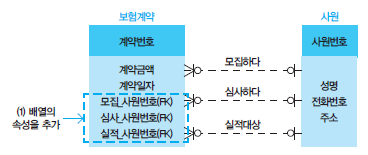 보험계약
사원
계약번호
사원번호
계약금액
계약일자
모집_사원번호(FK)
심사_사원번호(FK)
실적_사원번호(FK)
(1) 배열의
속성을 추가
모집하다
심사하다
실적대상
성명
전화번호
주소